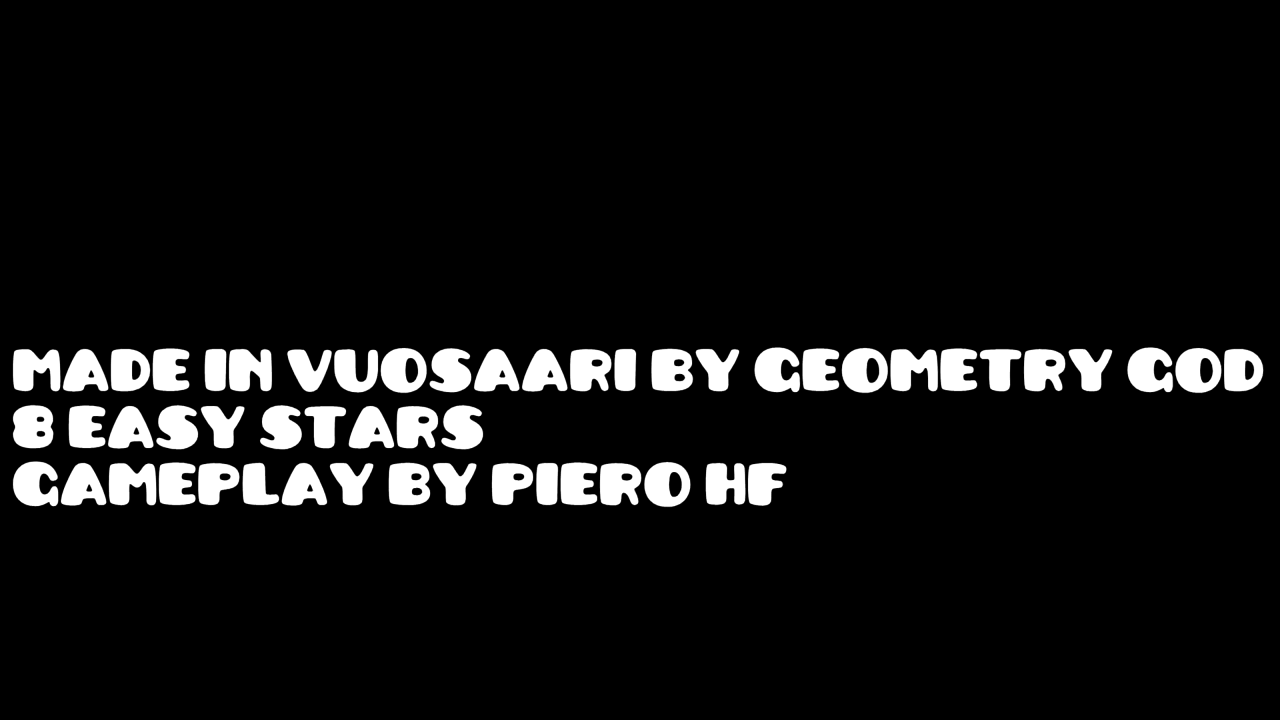 MADE IN VUOSAARI BY GEOMETRY GOD
8 EASY STARS
GAMEPLAY BY PIERO HF